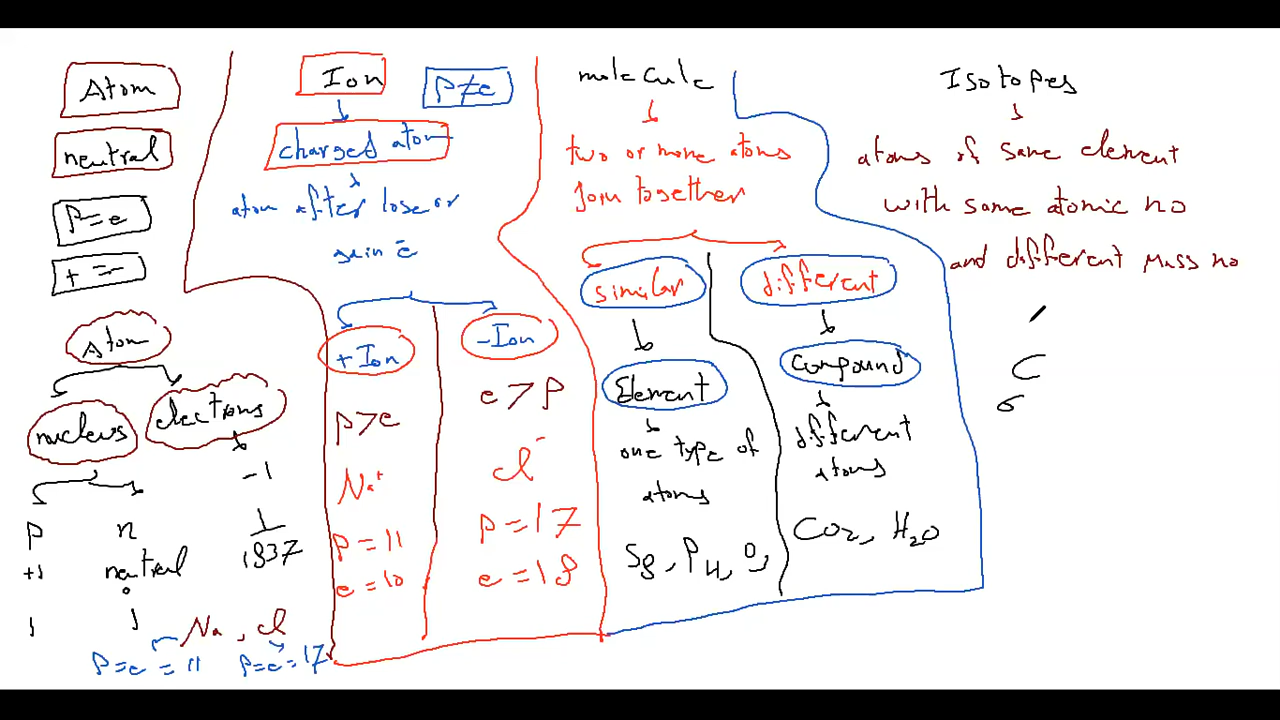 Atom
neutral
P=e
+ = -
Atom
nucleus
electrons
-1
P
n
1/1837
+1
neutral
0
1
1
Na, Cl
P=e=11
P=e=17
Ion
P≠e
charged atom
atom after lose or
gain e̅
+Ion
P>e
Na⁺
P=11
e=10
-Ion
e>P
Cl⁻
P=17
e=18
molecule
two or more atoms
Join together
similar
different
Element
one type of
atoms
S8, P4, O,
Compound
different
atoms
CO2, H2O
Isotopes
atoms of same element
with same atomic no
and different mass no
C
6